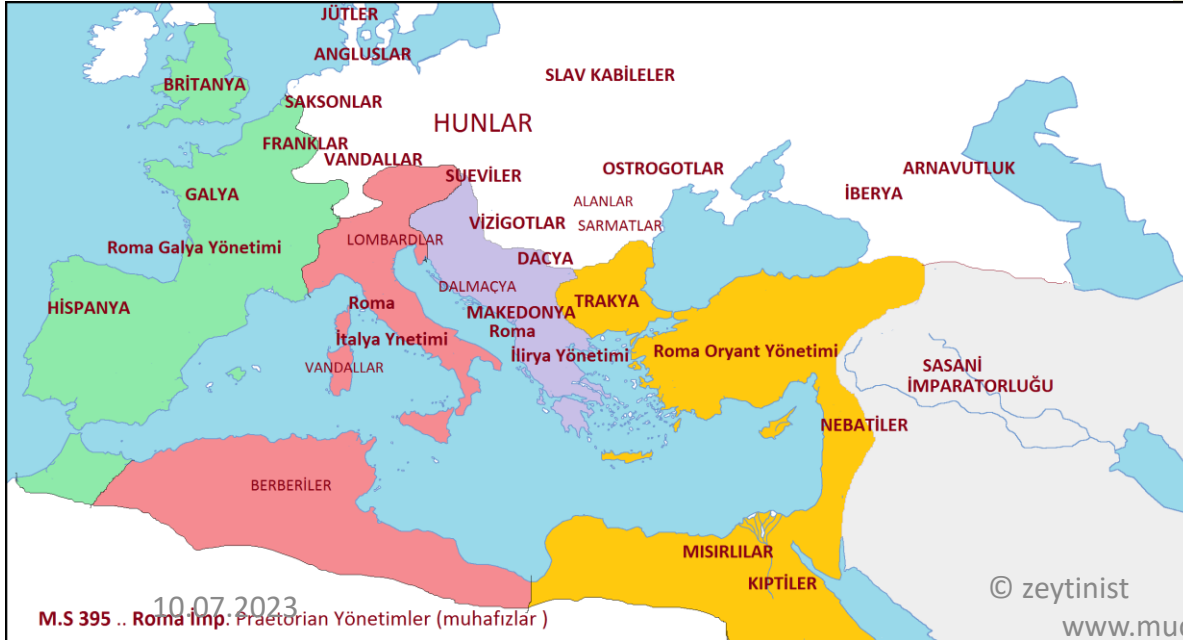 JÜTLER
ANGLUSLAR
SLAV KABİLELER
BRİTANYA
SAKSONLAR
HUNLAR
FRANKLAR
VANDALLAR
SUEVİLER
OSTROGOTLAR
ARNAVUTLUK
GALYA
ALANLAR
İBERYA
VİZİGOTLAR
SARMATLAR
Roma Galya Yönetimi
LOMBARDLAR
DACYA
DALMAÇYA
HİSPANYA
Roma
MAKEDONYA
TRAKYA
Roma
İtalya Ynetimi
İlirya Yönetimi
Roma Oryant Yönetimi
VANDALLAR
SASANİ
İMPARATORLUĞU
NEBATİLER
BERBERİLER
MISIRLILAR
KIPTİLER
© zeytinist
10.07.2023
M.S 395 .. Roma İmp. Praetorian Yönetimler (muhafızlar )
www.muc